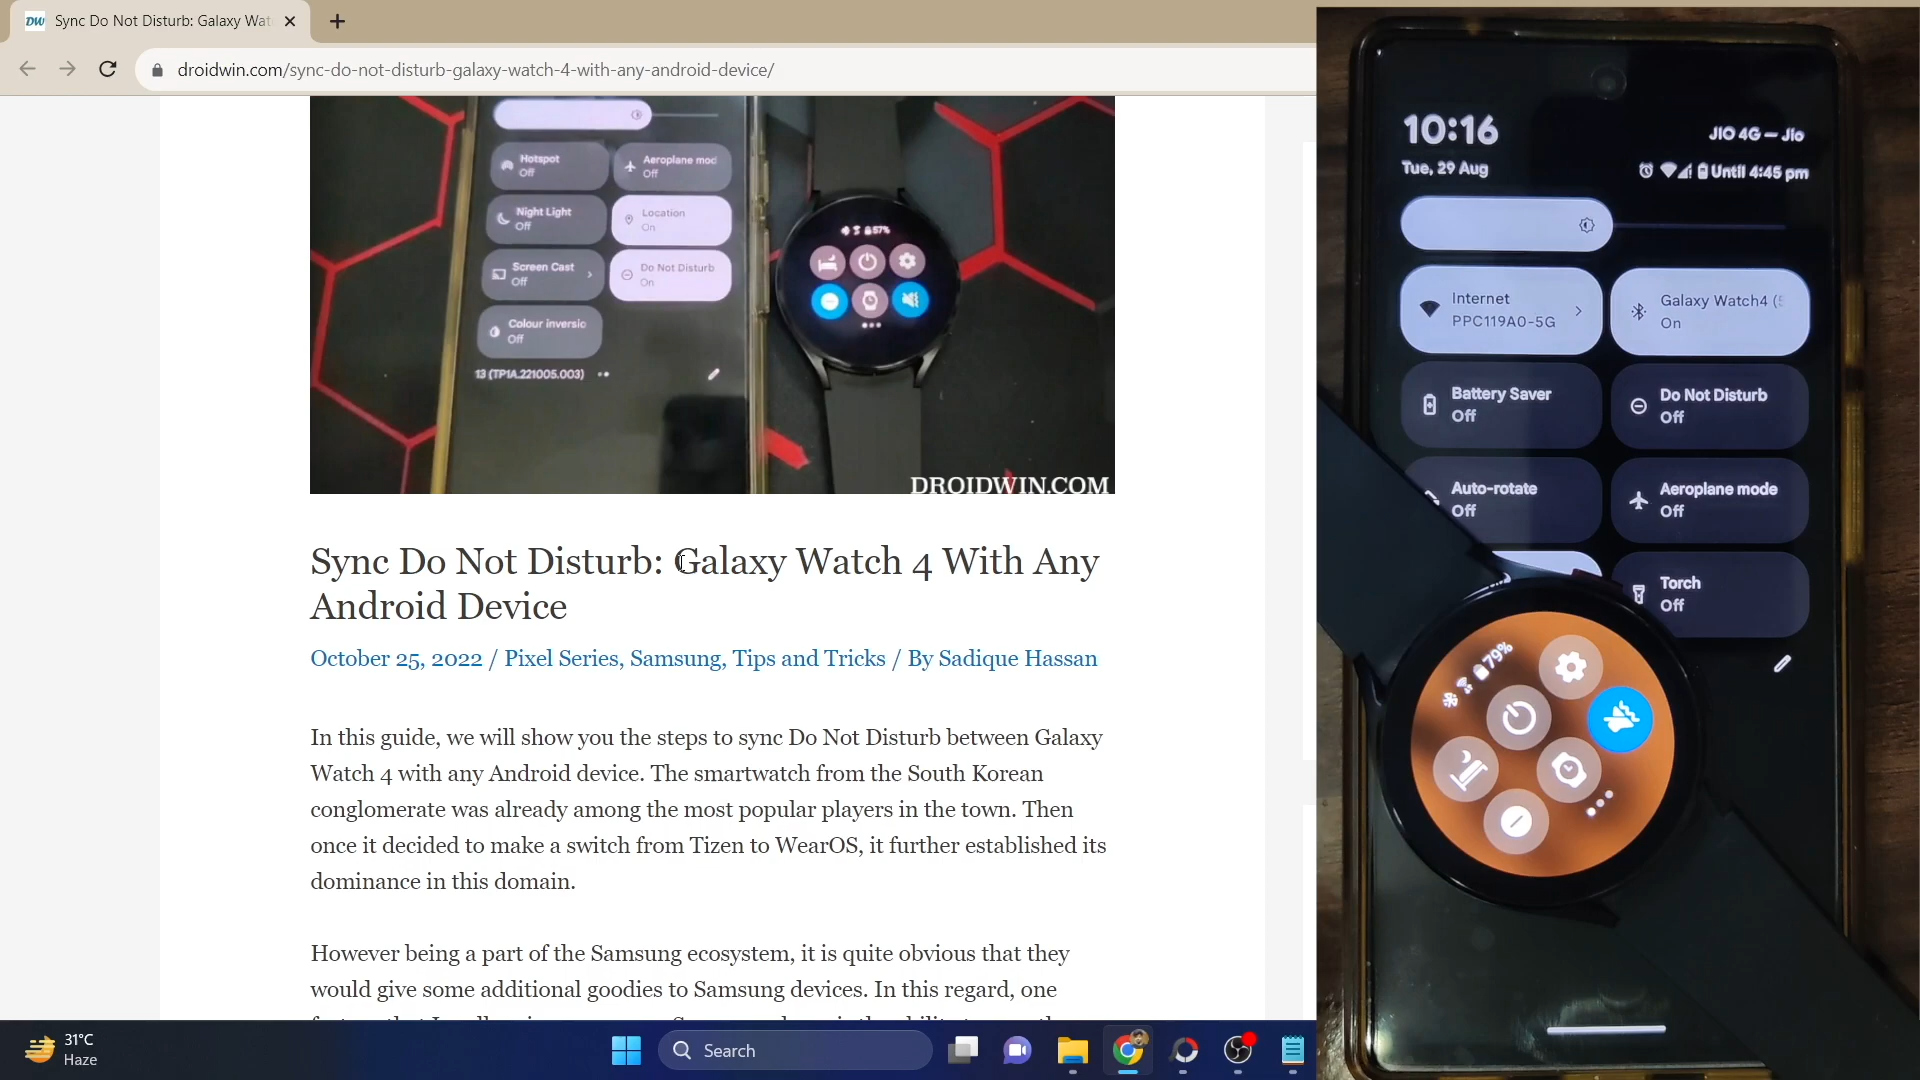 DW Sync Do Not Disturb: Galaxy Wat
droidwin.com/sync-do-not-disturb-galaxy-watch-4-with-any-android-device/
Hotspot
Off
Aeroplane mod
Off
Night Light
Off
Location
On
Screen Cast
Off
Do Not Disturb
On
Colour inversio
Off
13 (TP1A.221005.003)
57%
DROIDWIN.COM
Sync Do Not Disturb: Galaxy Watch 4 With Any
Android Device
October 25, 2022 / Pixel Series, Samsung, Tips and Tricks / By Sadique Hassan
In this guide, we will show you the steps to sync Do Not Disturb between Galaxy
Watch 4 with any Android device. The smartwatch from the South Korean
conglomerate was already among the most popular players in the town. Then
once it decided to make a switch from Tizen to WearOS, it further established its
dominance in this domain.
However being a part of the Samsung ecosystem, it is quite obvious that they
would give some additional goodies to Samsung devices. In this regard, one
10:16
JIO 4G — Jio
Tue, 29 Aug
Until 4:45 pm
Internet
PPC119A0-5G
Galaxy Watch4 (5
On
Battery Saver
Off
Do Not Disturb
Off
Auto-rotate
Off
Aeroplane mode
Off
Torch
Off
79%
31°C
Haze
Search